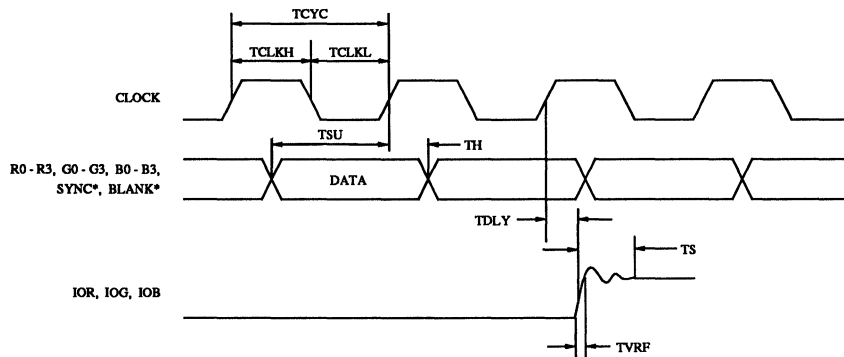 TCYC
TCLKH
TCLKL
CLOCK
TSU
TH
R0 - R3, G0 - G3, B0 - B3,
SYNC*, BLANK*
DATA
TDLY
TS
IOR, IOG, IOB
TVRF